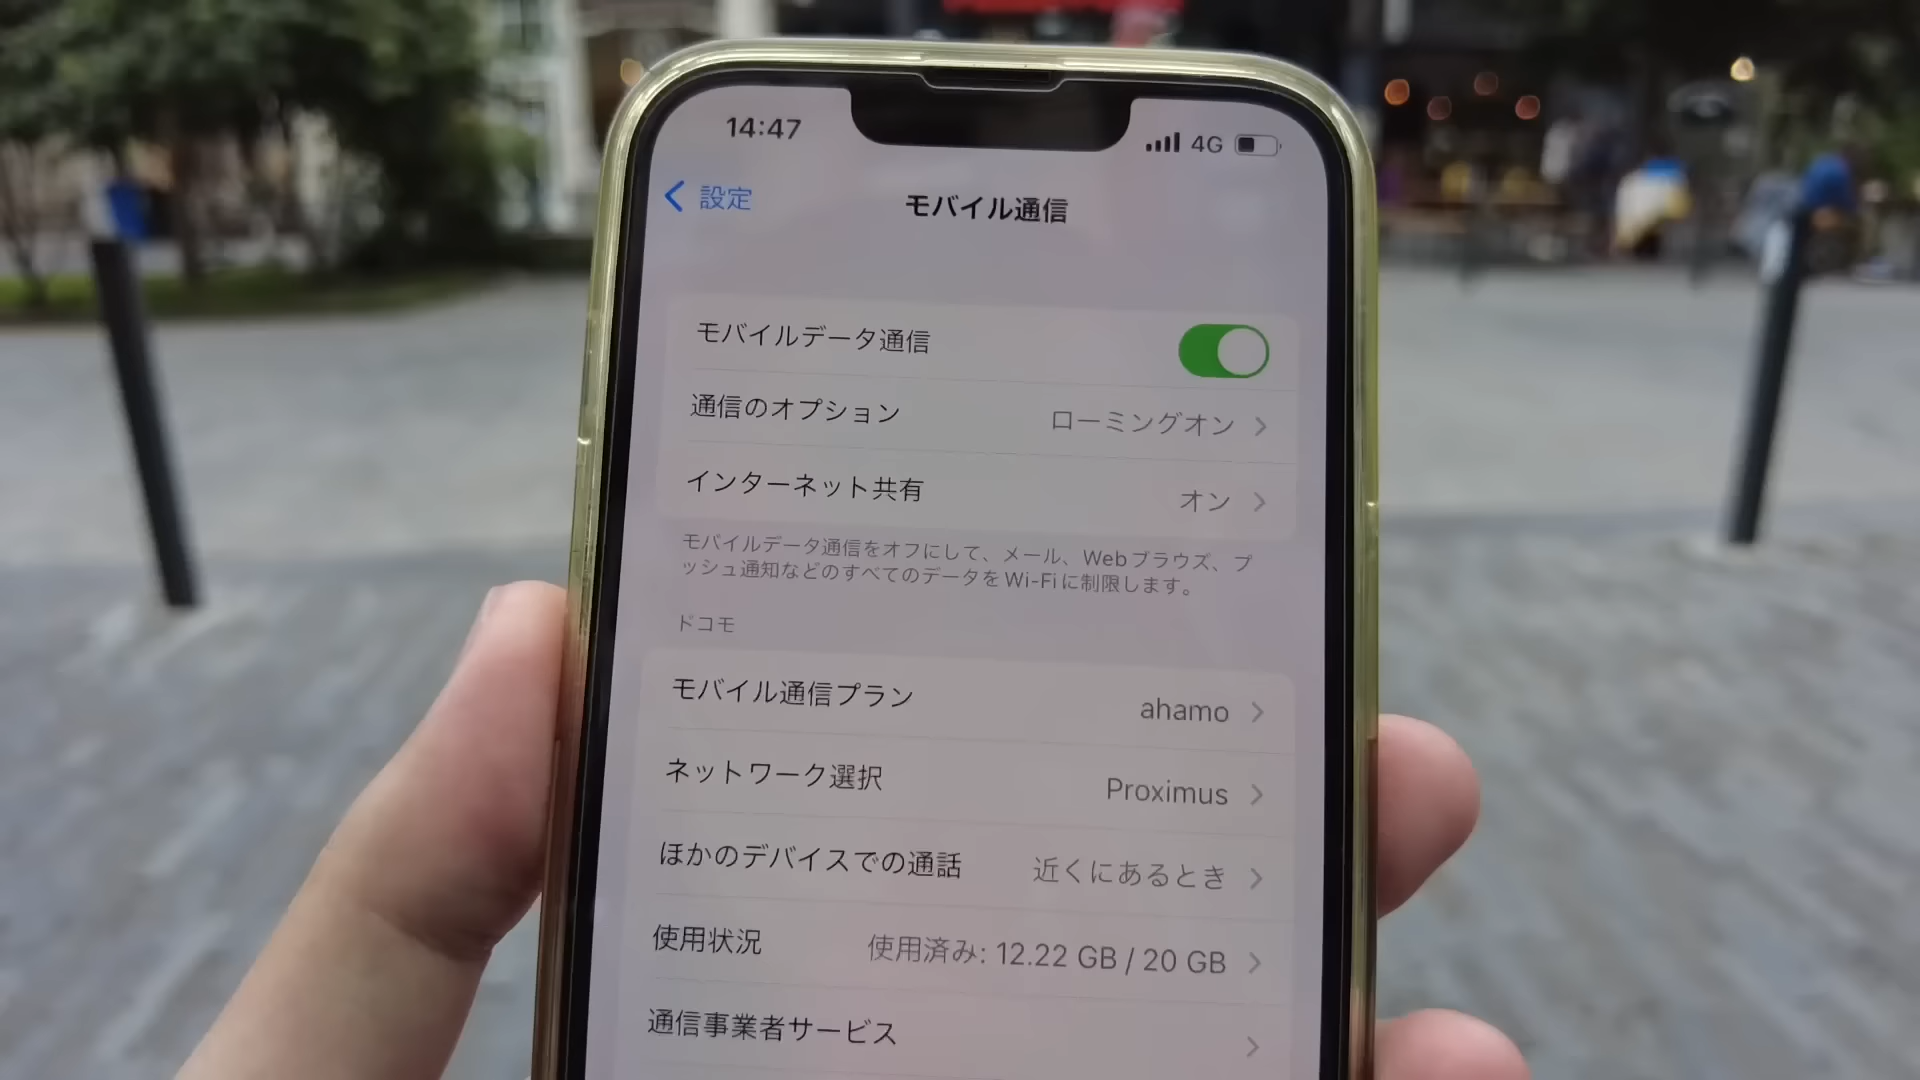 14:47
4G
設定
モバイル通信
モバイルデータ通信
通信のオプション ローミングオン
インターネット共有 オン
モバイルデータ通信をオフにして、メール、Webブラウズ、プ
ッシュ通知などのすべてのデータをWi-Fiに制限します。
ドコモ
モバイル通信プラン ahamo
ネットワーク選択 Proximus
ほかのデバイスでの通話 近くにあるとき
使用状況 使用済み: 12.22 GB / 20 GB
通信事業者サービス